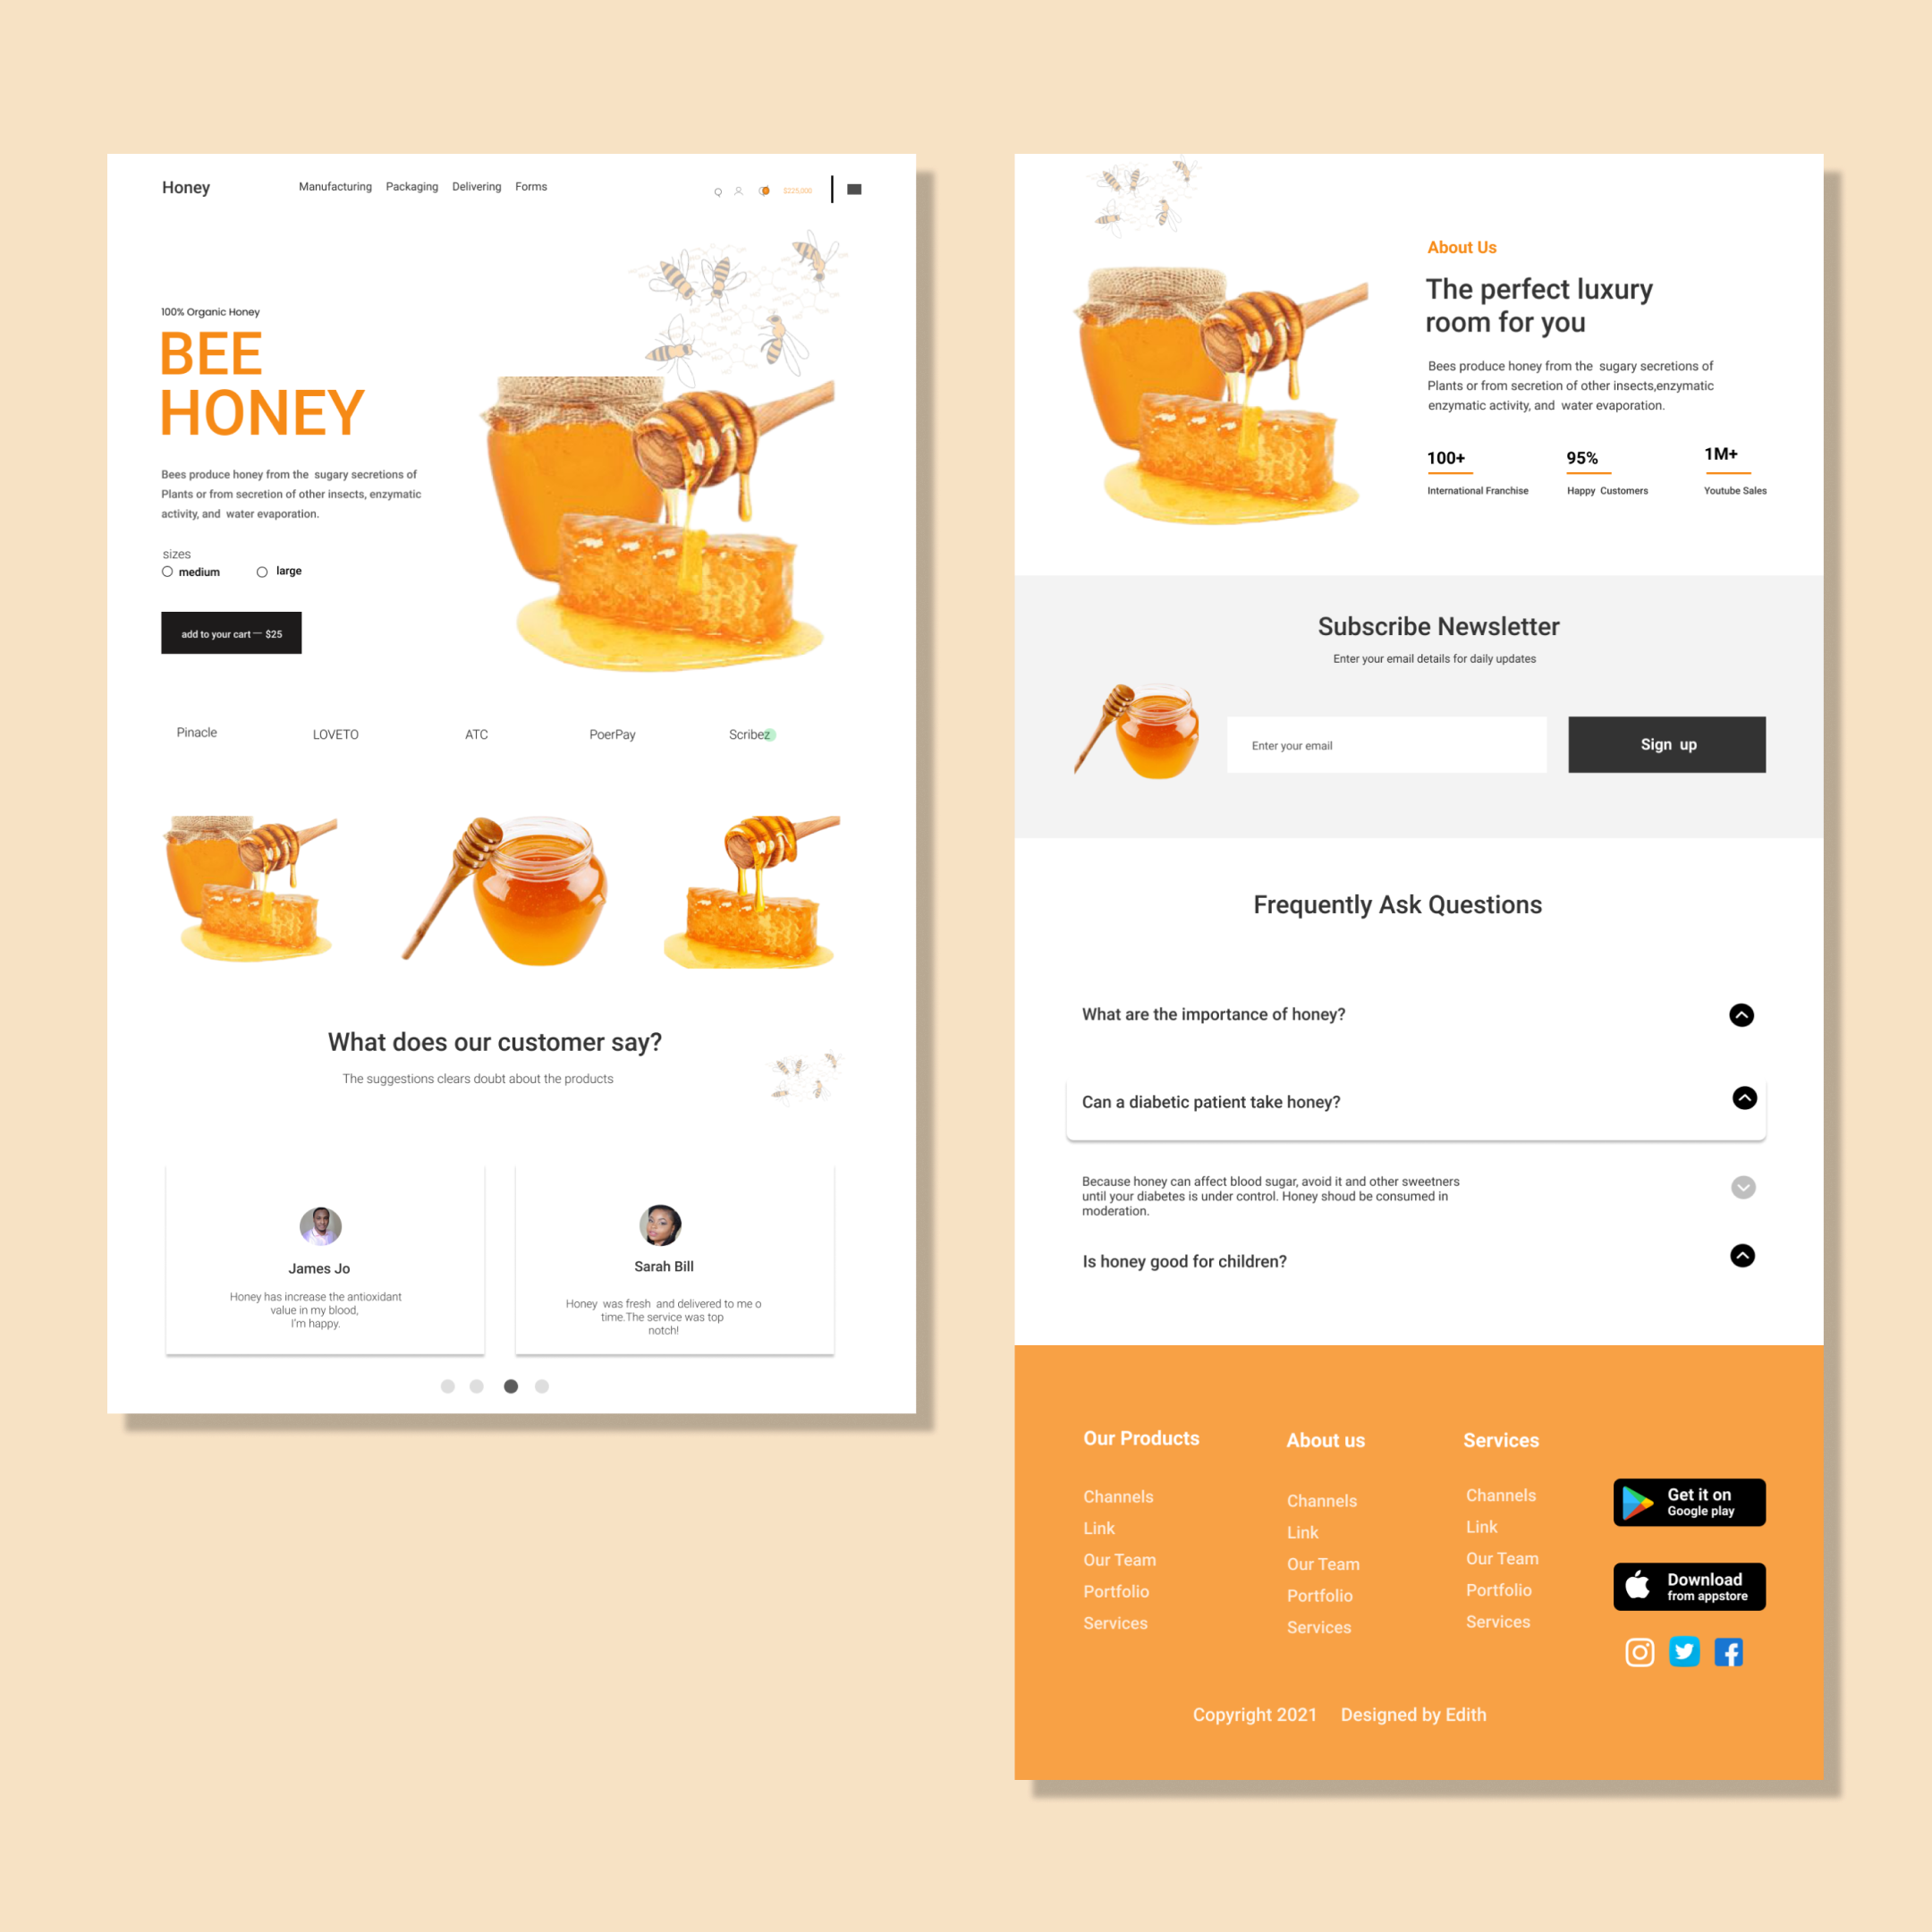 Honey
Manufacturing Packaging Delivering Forms
$225,000
100% Organic Honey
BEE
HONEY
Bees produce honey from the sugary secretions of
Plants or from secretion of other insects, enzymatic
activity, and water evaporation.
sizes
medium large
add to your cart — $25
Pinacle LOVETO ATC PoerPay Scribez
What does our customer say?
The suggestions clears doubt about the products
James Jo
Honey has increase the antioxidant
value in my blood,
I'm happy.
Sarah Bill
Honey was fresh and delivered to me o
time.The service was top
notch!
About Us
The perfect luxury
room for you
Bees produce honey from the sugary secretions of
Plants or from secretion of other insects,enzymatic
enzymatic activity, and water evaporation.
100+ 95% 1M+
International Franchise Happy Customers Youtube Sales
Subscribe Newsletter
Enter your email details for daily updates
Enter your email
Sign up
Frequently Ask Questions
What are the importance of honey?
Can a diabetic patient take honey?
Because honey can affect blood sugar, avoid it and other sweetners
until your diabetes is under control. Honey shoud be consumed in
moderation.
Is honey good for children?
Our Products
Channels
Link
Our Team
Portfolio
Services
About us
Channels
Link
Our Team
Portfolio
Services
Services
Channels
Link
Our Team
Portfolio
Services
Get it on
Google play
Download
from appstore
Copyright 2021 Designed by Edith